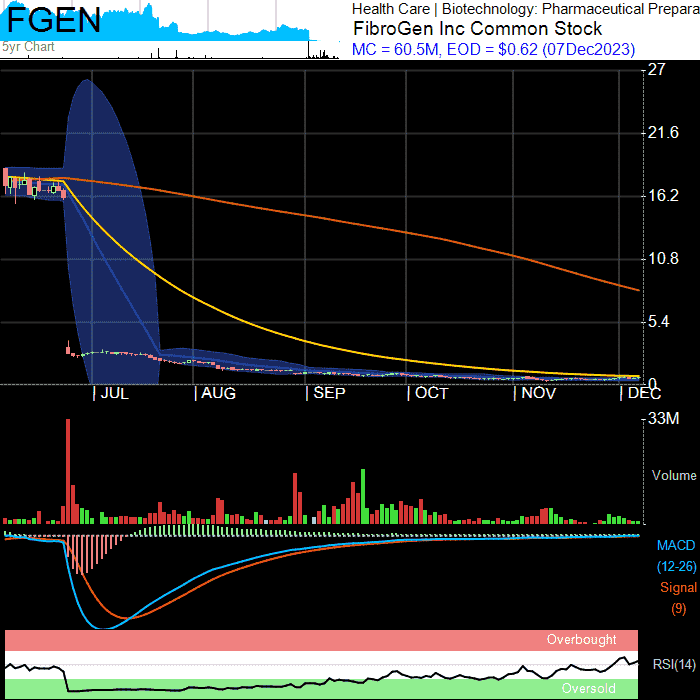 FGEN
Health Care | Biotechnology: Pharmaceutical Prepara
FibroGen Inc Common Stock
5yr Chart
MC = 60.5M, EOD = $0.62 (07Dec2023)
27
21.6
16.2
10.8
5.4
0
| JUL | AUG | SEP | OCT | NOV | DEC
33M
Volume
MACD
(12-26)
Signal
(9)
Overbought
RSI(14)
Oversold